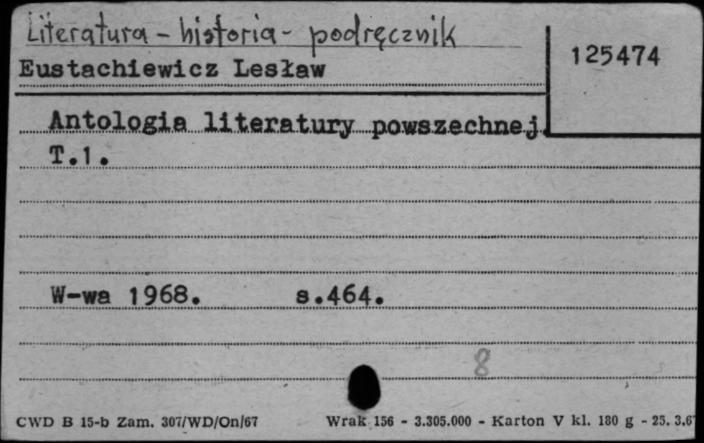 Literatura - historia - podręcznik
125474
Eustachiewicz Lesław
Antologia literatury powszechnej.
T.1.
W-wa 1968. s.464.
8
CWD B 15-b Zam. 307/WD/On/67 Wrak 156 - 3.305.000 - Karton V kl. 180 g - 25. 3.67